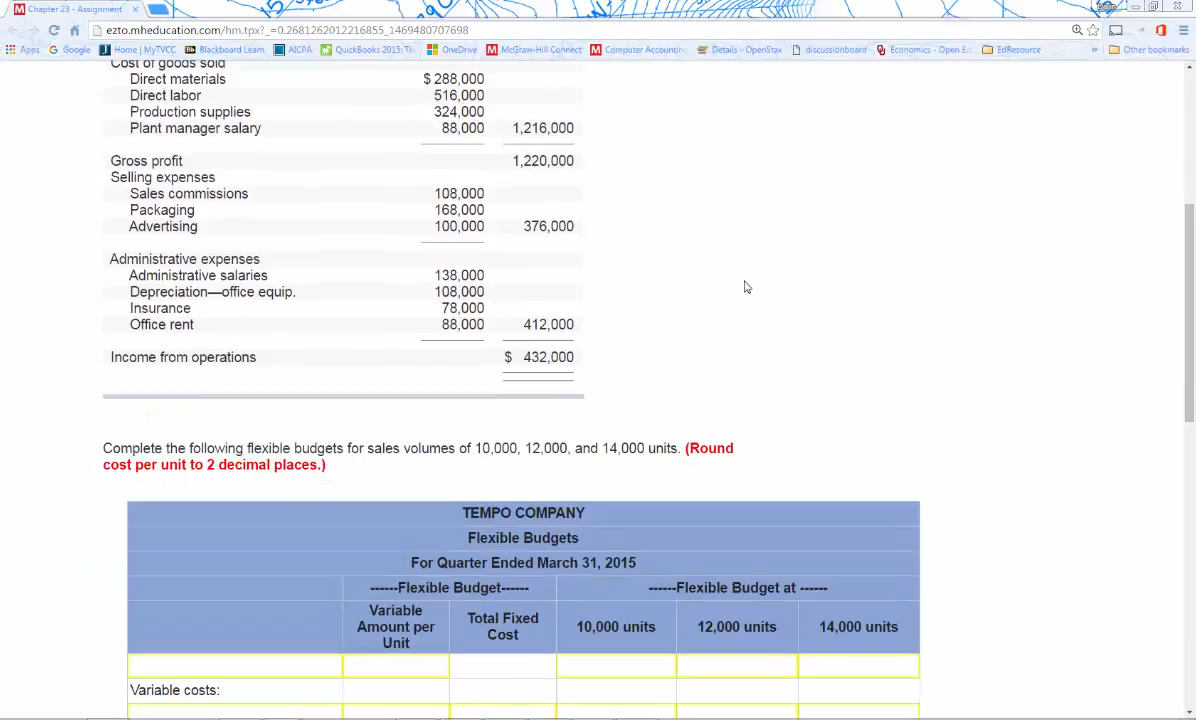 Chapter 23 - Assignment
ezto.mheducation.com/hm.tpx?_=0.2681262012216855_1469480707698
Apps Google Home | MyTVCC Blackboard Learn AICPA QuickBooks 2015: Th OneDrive McGraw-Hill Connect Computer Accountin Details - OpenStax discussionboard Economics - Open Ed EdResource » Other bookmarks
Cost of goods sold
Direct materials $ 288,000
Direct labor 516,000
Production supplies 324,000
Plant manager salary 88,000 1,216,000
Gross profit 1,220,000
Selling expenses
Sales commissions 108,000
Packaging 168,000
Advertising 100,000 376,000
Administrative expenses
Administrative salaries 138,000
Depreciation—office equip. 108,000
Insurance 78,000
Office rent 88,000 412,000
Income from operations $ 432,000
Complete the following flexible budgets for sales volumes of 10,000, 12,000, and 14,000 units. (Round
cost per unit to 2 decimal places.)
TEMPO COMPANY
Flexible Budgets
For Quarter Ended March 31, 2015
------Flexible Budget------ ------Flexible Budget at ------
Variable Amount per Unit Total Fixed Cost 10,000 units 12,000 units 14,000 units
Variable costs: